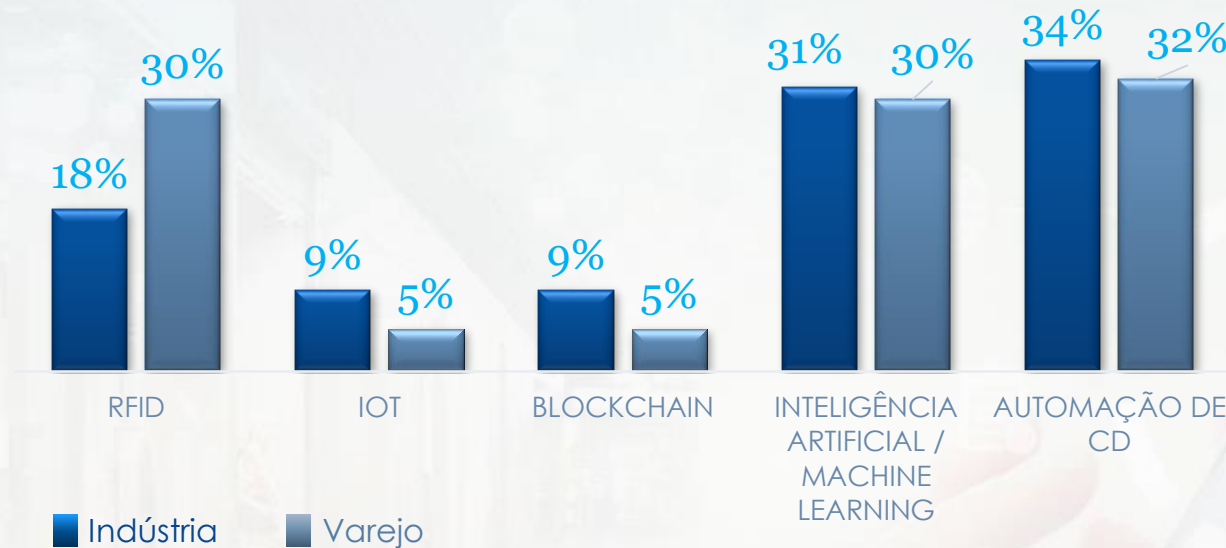 18%
30%
9%
5%
9%
5%
31%
30%
34%
32%
RFID
IOT
BLOCKCHAIN
INTELIGÊNCIA
ARTIFICIAL /
MACHINE
LEARNING
AUTOMAÇÃO DE
CD
Indústria
Varejo